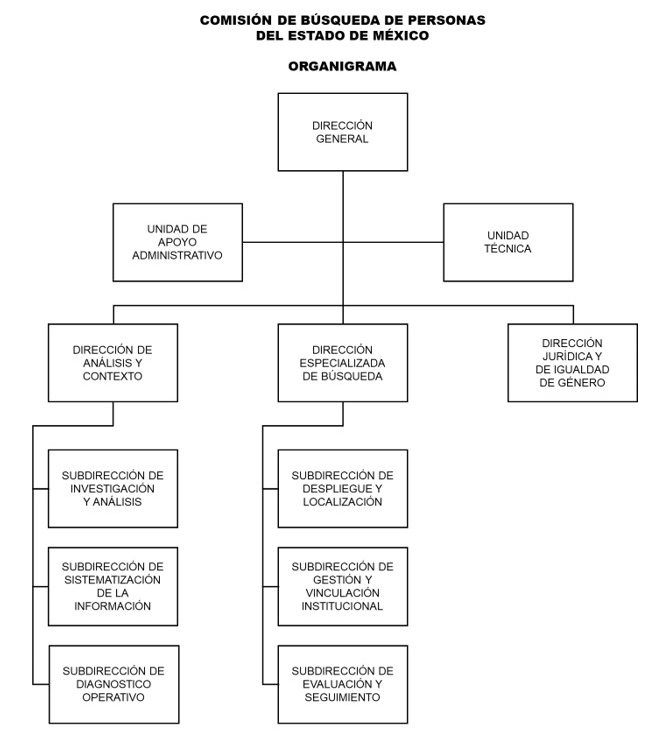 COMISIÓN DE BÚSQUEDA DE PERSONAS
DEL ESTADO DE MÉXICO
ORGANIGRAMA
DIRECCIÓN
GENERAL
UNIDAD DE
APOYO
ADMINISTRATIVO
UNIDAD
TÉCNICA
DIRECCIÓN DE
ANÁLISIS Y
CONTEXTO
DIRECCIÓN
ESPECIALIZADA
DE BÚSQUEDA
DIRECCIÓN
JURÍDICA Y
DE IGUALDAD
DE GÉNERO
SUBDIRECCIÓN DE
INVESTIGACIÓN
Y ANÁLISIS
SUBDIRECCIÓN DE
DESPLIEGUE Y
LOCALIZACIÓN
SUBDIRECCIÓN DE
SISTEMATIZACIÓN
DE LA
INFORMACIÓN
SUBDIRECCIÓN DE
GESTIÓN Y
VINCULACIÓN
INSTITUCIONAL
SUBDIRECCIÓN DE
DIAGNOSTICO
OPERATIVO
SUBDIRECCIÓN DE
EVALUACIÓN Y
SEGUIMIENTO